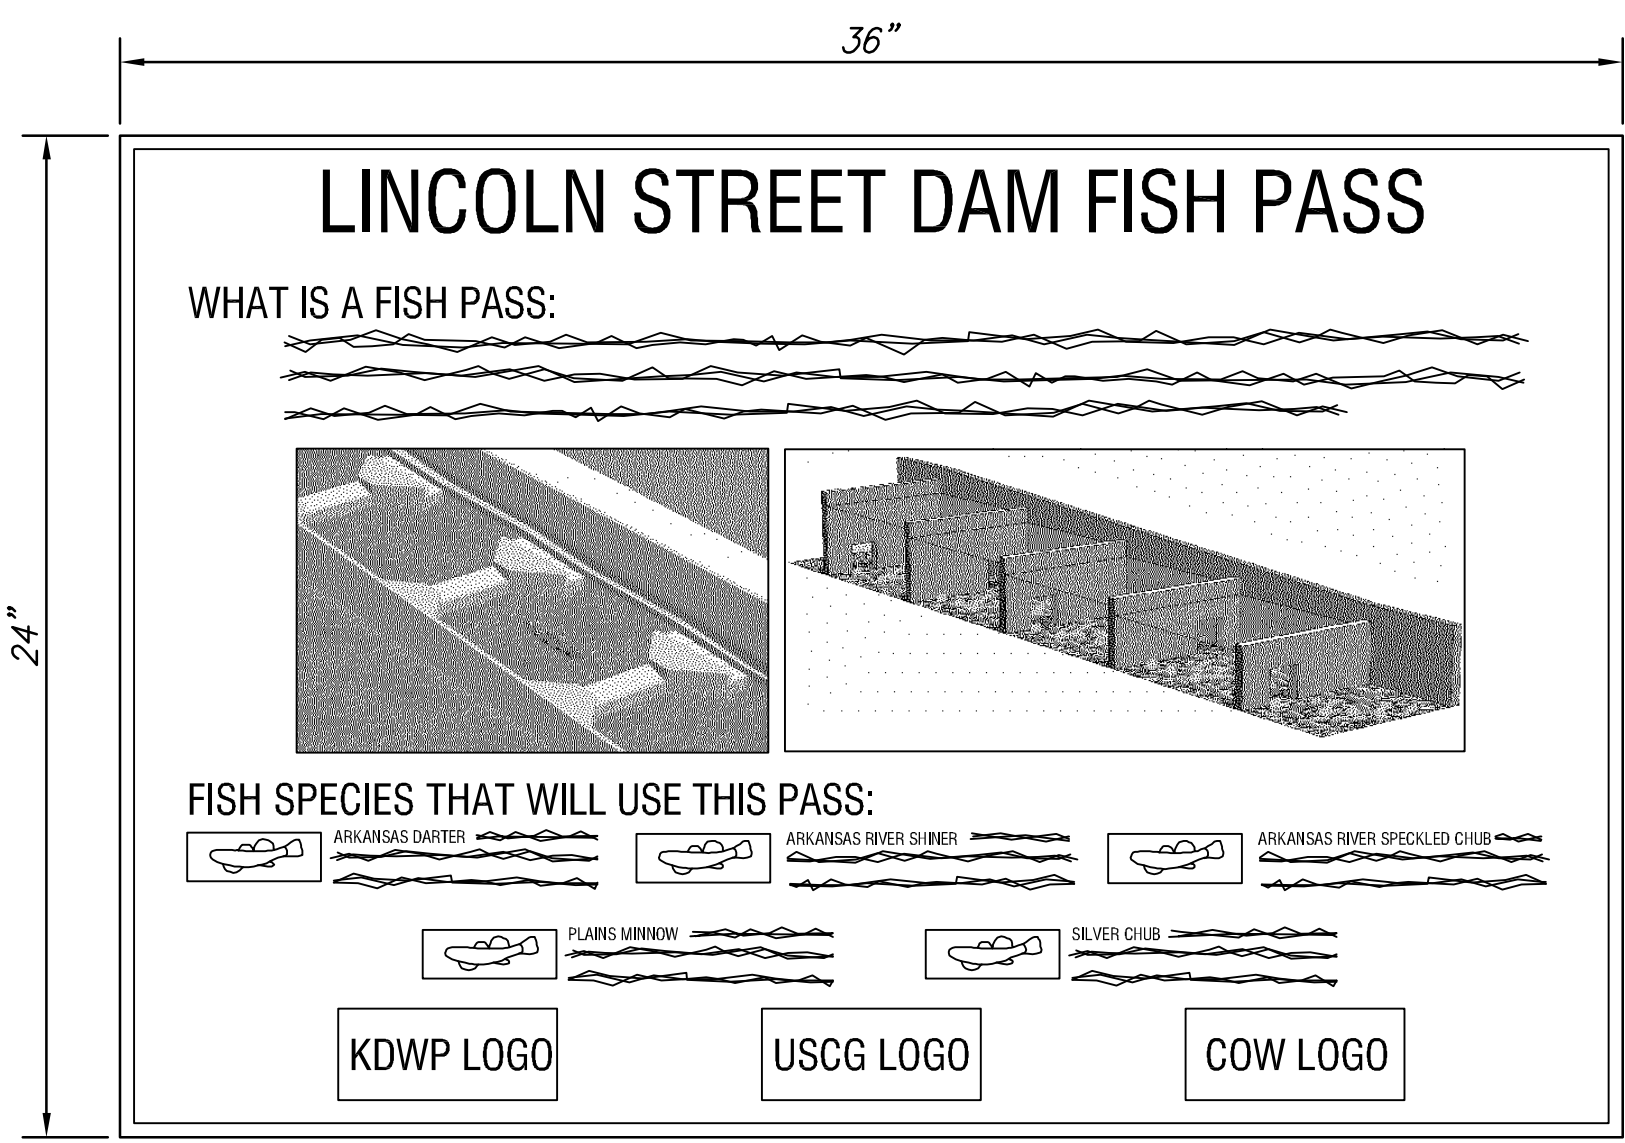 36”
24”
LINCOLN STREET DAM FISH PASS
WHAT IS A FISH PASS:
FISH SPECIES THAT WILL USE THIS PASS:
ARKANSAS DARTER
ARKANSAS RIVER SHINER
ARKANSAS RIVER SPECKLED CHUB
PLAINS MINNOW
SILVER CHUB
KDWP LOGO
USCG LOGO
COW LOGO